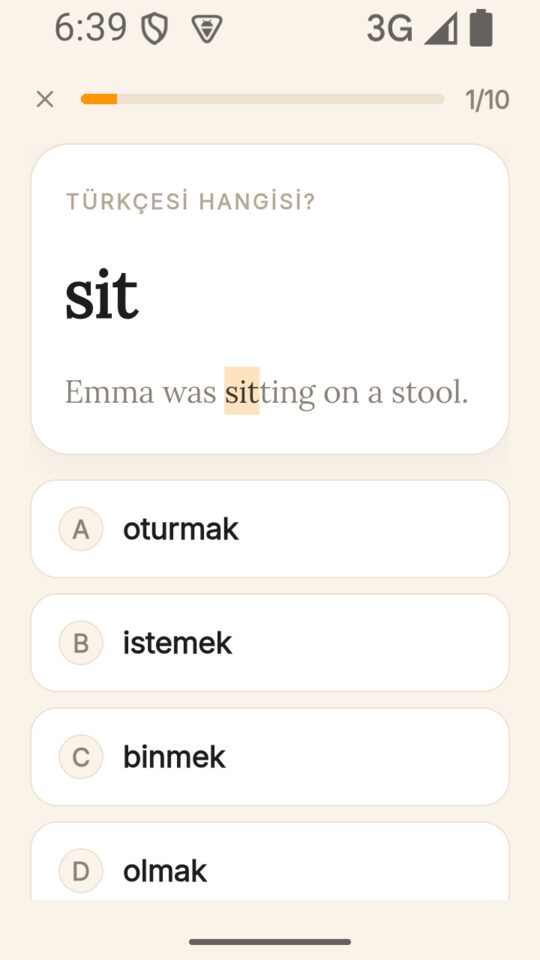 6:39 3G
1/10
TÜRKÇESİ HANGİSİ?
sit
Emma was sitting on a stool.
A oturmak
B istemek
C binmek
D olmak